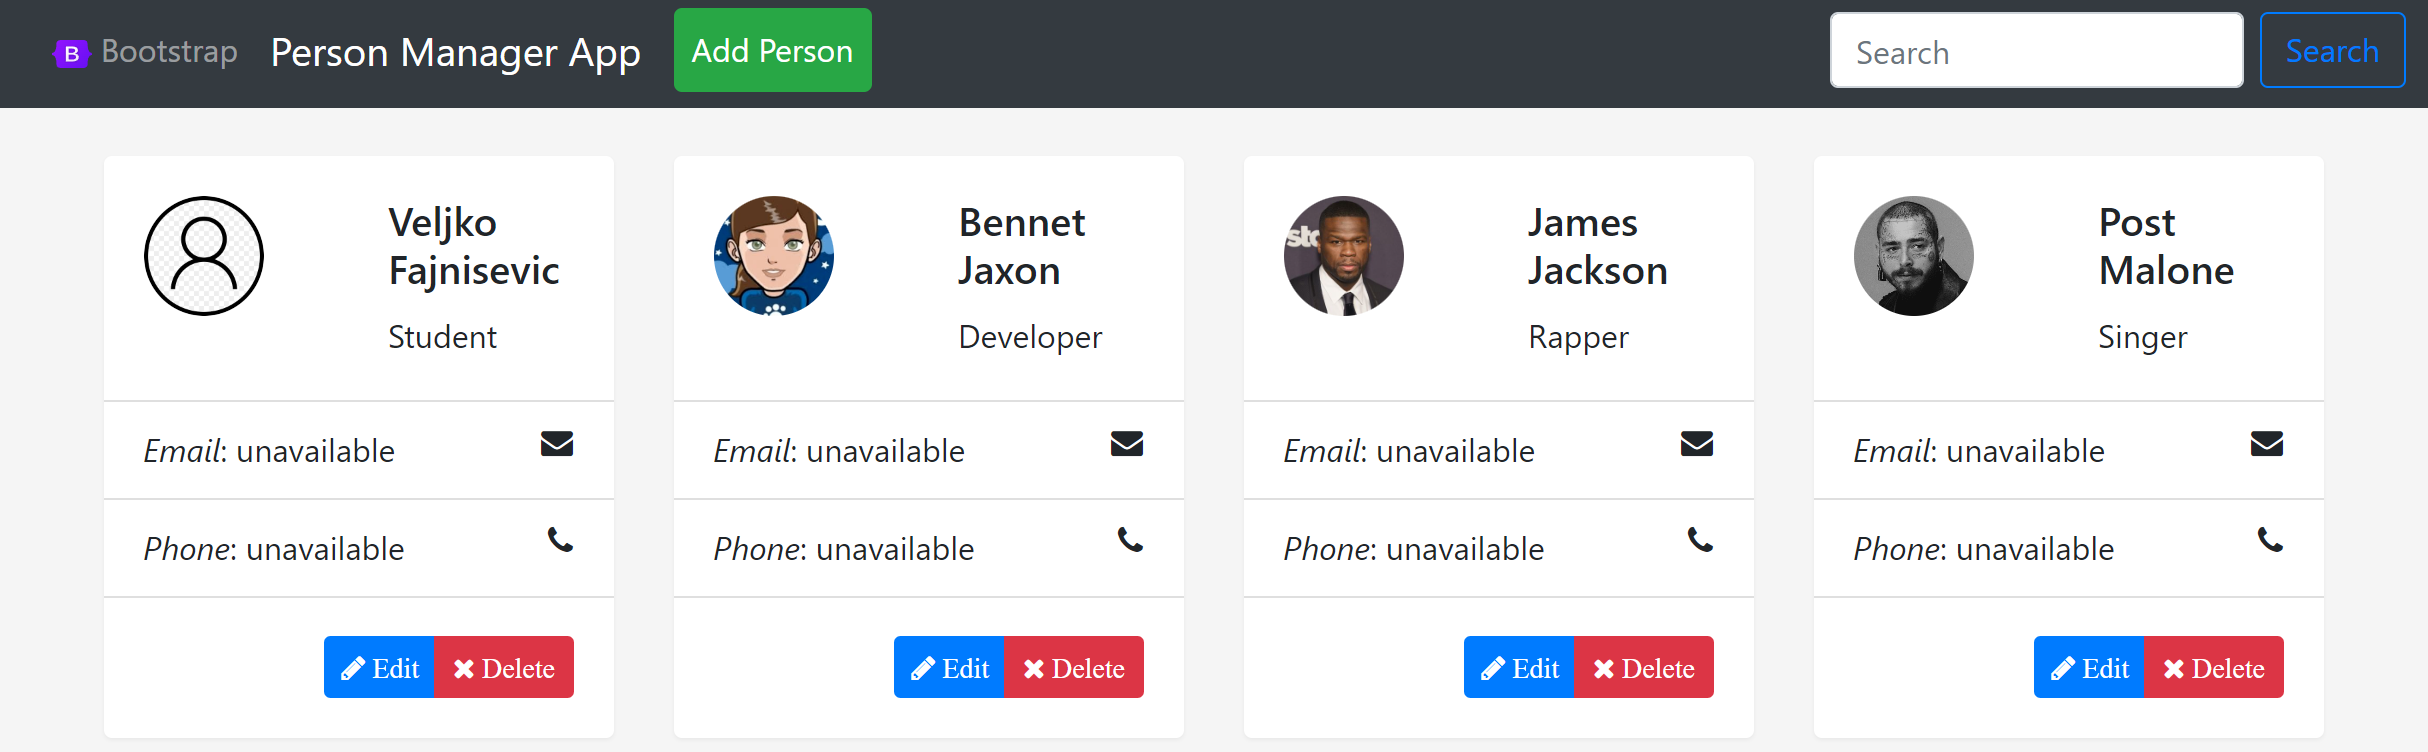 B Bootstrap Person Manager App Add Person Search Search
Veljko
Fajnisevic
Student
Email: unavailable
Phone: unavailable
Edit Delete
Bennet
Jaxon
Developer
Email: unavailable
Phone: unavailable
Edit Delete
sto
James
Jackson
Rapper
Email: unavailable
Phone: unavailable
Edit Delete
Post
Malone
Singer
Email: unavailable
Phone: unavailable
Edit Delete